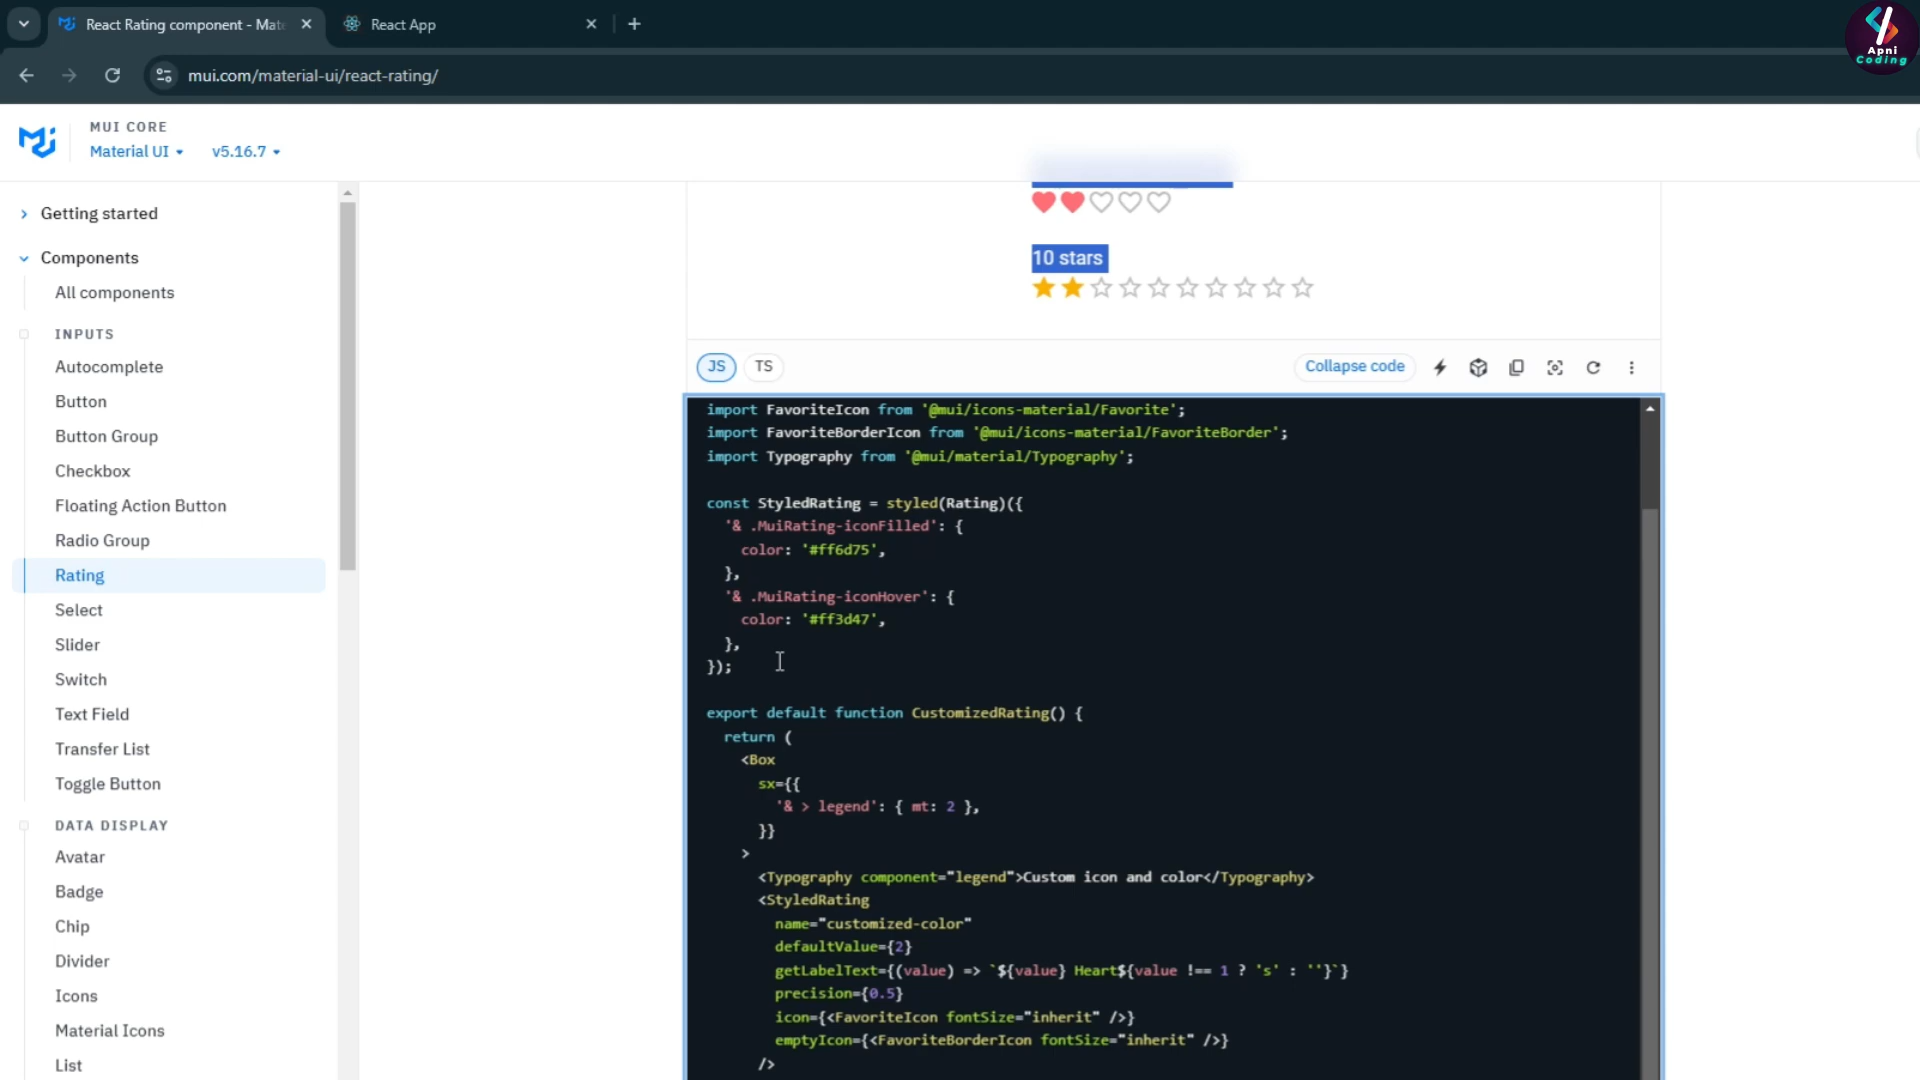 React Rating component - Mate
React App
mui.com/material-ui/react-rating/
Apni
Coding
MUI CORE
Material UI
v5.16.7
Getting started
Components
All components
INPUTS
Autocomplete
Button
Button Group
Checkbox
Floating Action Button
Radio Group
Rating
Select
Slider
Switch
Text Field
Transfer List
Toggle Button
DATA DISPLAY
Avatar
Badge
Chip
Divider
Icons
Material Icons
List
10 stars
JS
TS
Collapse code
import FavoriteIcon from '@mui/icons-material/Favorite';
import FavoriteBorderIcon from '@mui/icons-material/FavoriteBorder';
import Typography from '@mui/material/Typography';
const StyledRating = styled(Rating)({
'& .MuiRating-iconFilled': {
color: '#ff6d75',
},
'& .MuiRating-iconHover': {
color: '#ff3d47',
},
});
export default function CustomizedRating() {
return (
<Box
sx={{
'& > legend': { mt: 2 },
}}
>
<Typography component="legend">Custom icon and color</Typography>
<StyledRating
name="customized-color"
defaultValue={2}
getLabelText={(value) => `${value} Heart${value !== 1 ? 's' : ''}`}
precision={0.5}
icon={<FavoriteIcon fontSize="inherit" />}
emptyIcon={<FavoriteBorderIcon fontSize="inherit" />}
/>